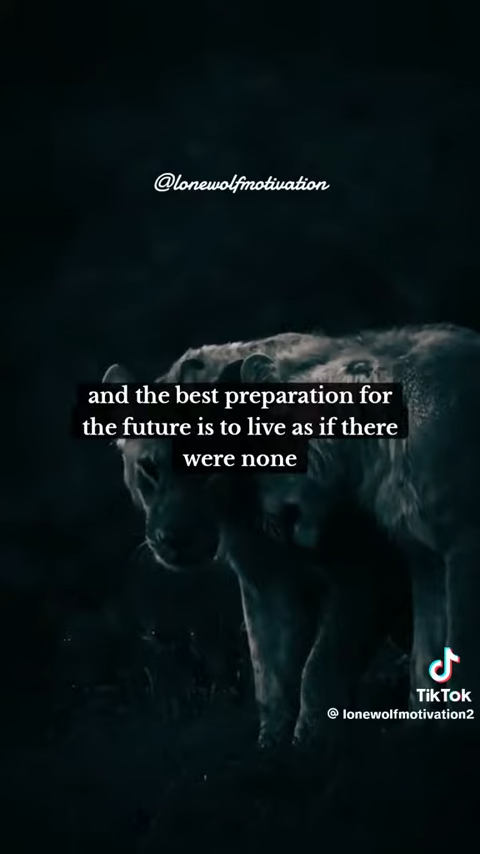 @lonewolfmotivation
and the best preparation for
the future is to live as if there
were none
TikTok
@ lonewolfmotivation2